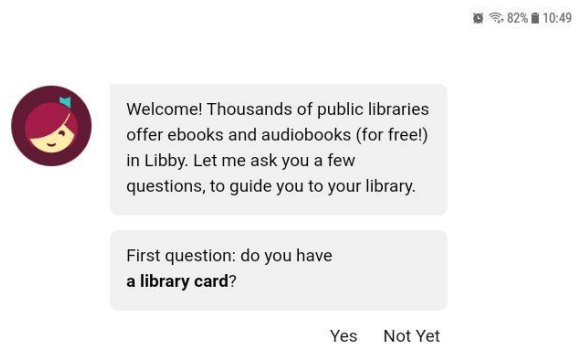 82% 10:49
Welcome! Thousands of public libraries
offer ebooks and audiobooks (for free!)
in Libby. Let me ask you a few
questions, to guide you to your library.
First question: do you have
a library card?
Yes Not Yet